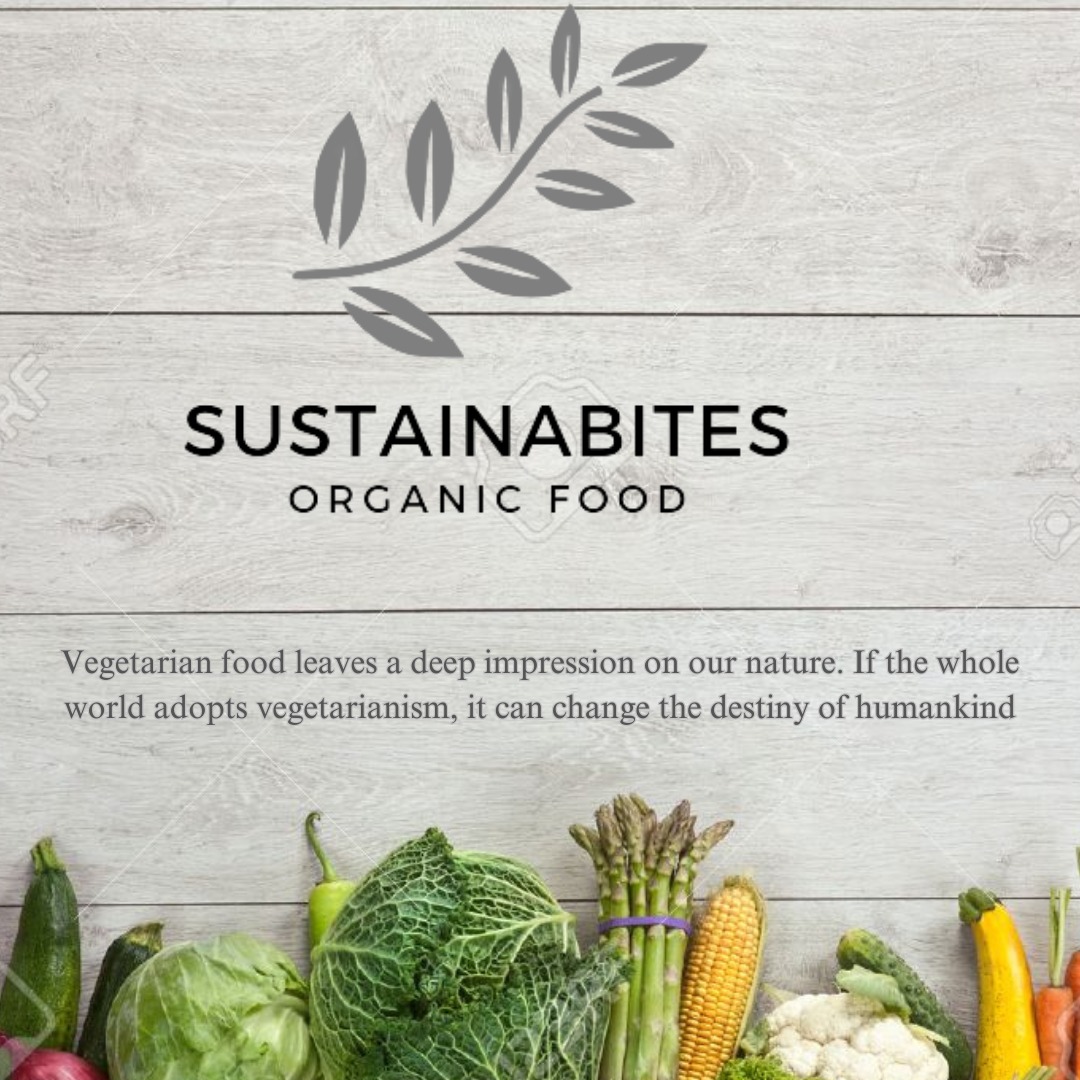 SUSTAINABITES
ORGANIC FOOD
Vegetarian food leaves a deep impression on our nature. If the whole
world adopts vegetarianism, it can change the destiny of humankind